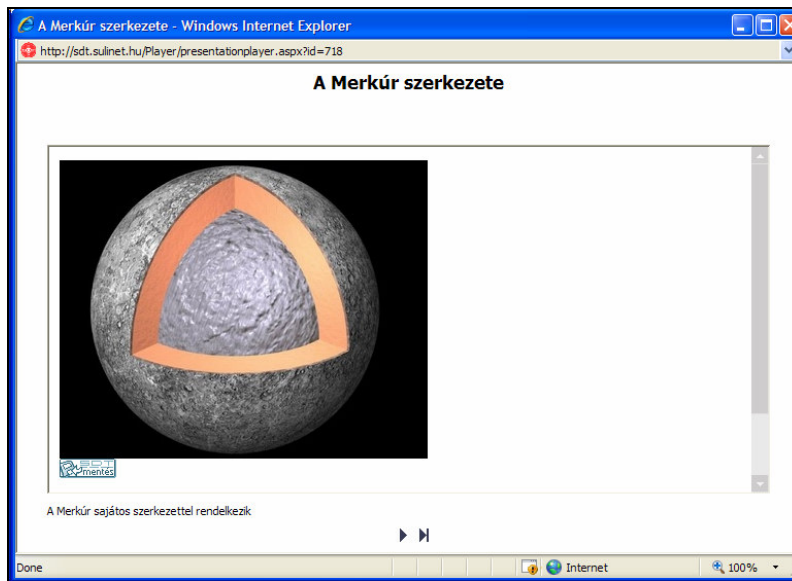 A Merkúr szerkezete - Windows Internet Explorer
http://sdt.sulinet.hu/Player/presentationplayer.aspx?id=718
A Merkúr szerkezete
SDT
mentés
A Merkúr sajátos szerkezettel rendelkezik
Done
Internet
100%